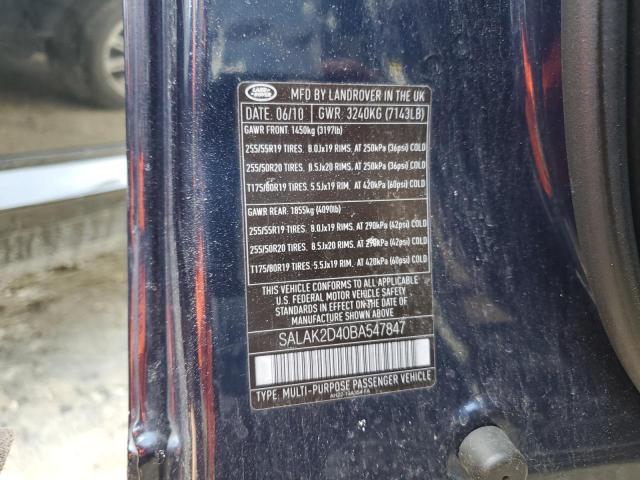 LAND ROVER
MFD BY LANDROVER IN THE UK
DATE: 06/10 GWR: 3240KG (7143LB)
GAWR FRONT: 1450kg (3197lb)
255/55R19 TIRES. 8.0Jx19 RIMS, AT 250kPa (36psi) COLD
255/50R20 TIRES. 8.5Jx20 RIMS, AT 250kPa (36psi) COLD
T175/80R19 TIRES. 5.5Jx19 RIM. AT 420kPa (60psi) COLD
GAWR REAR: 1855kg (4090lb)
255/55R19 TIRES. 8.0Jx19 RIMS, AT 290kPa (42psi) COLD
255/50R20 TIRES. 8.5Jx20 RIMS, AT 290kPa (42psi) COLD
T175/80R19 TIRES. 5.5Jx19 RIM. AT 420kPa (60psi) COLD
THIS VEHICLE CONFORMS TO ALL APPLICABLE
U.S. FEDERAL MOTOR VEHICLE SAFETY
STANDARDS IN EFFECT ON THE DATE OF
MANUFACTURE SHOWN ABOVE
SALAK2D40BA547847
TYPE: MULTI-PURPOSE PASSENGER VEHICLE